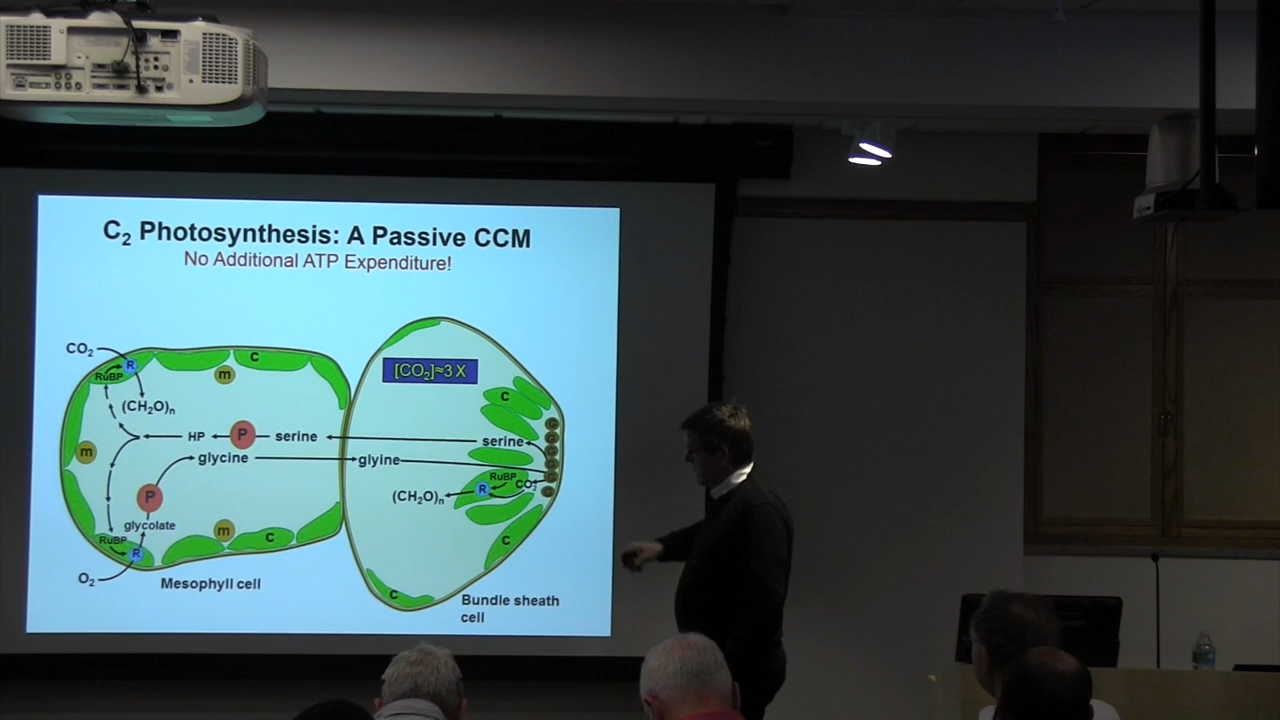 C₂ Photosynthesis: A Passive CCM
No Additional ATP Expenditure!
CO₂
R
RuBP
C
m
[CO₂]≈3 X
(CH₂O)ₙ
C
HP
P
serine
serine
m
glycine
glyine
RuBP
CO₂
R
(CH₂O)ₙ
P
glycolate
m
C
C
RuBP
R
O₂
Mesophyll cell
C
Bundle sheath
cell